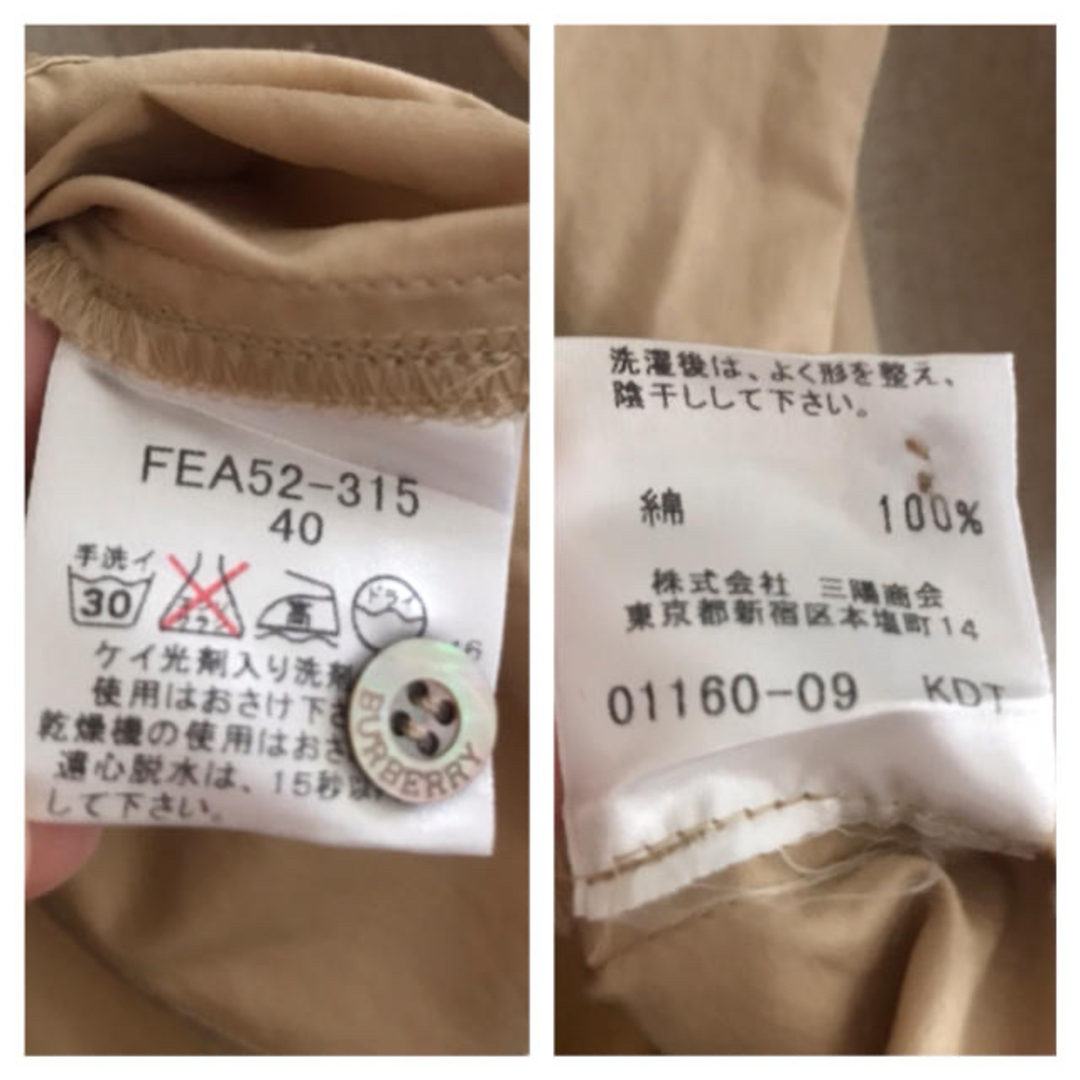 FEA52-315
40
手洗イ
30
高
ドライ
ケイ光剤入り洗剤
使用はおさけ下
乾燥機の使用はおさ
遠心脱水は、15秒
して下さい。
BURBERRY
洗濯後は、よく形を整え、
陰干しして下さい。
綿 100%
株式会社 三陽商会
東京都新宿区本塩町14
01160-09 KDT